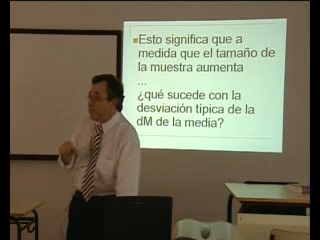 Esto significa que a
medida que el tamaño de
la muestra aumenta
...
¿qué sucede con la
desviación típica de la
dM de la media?